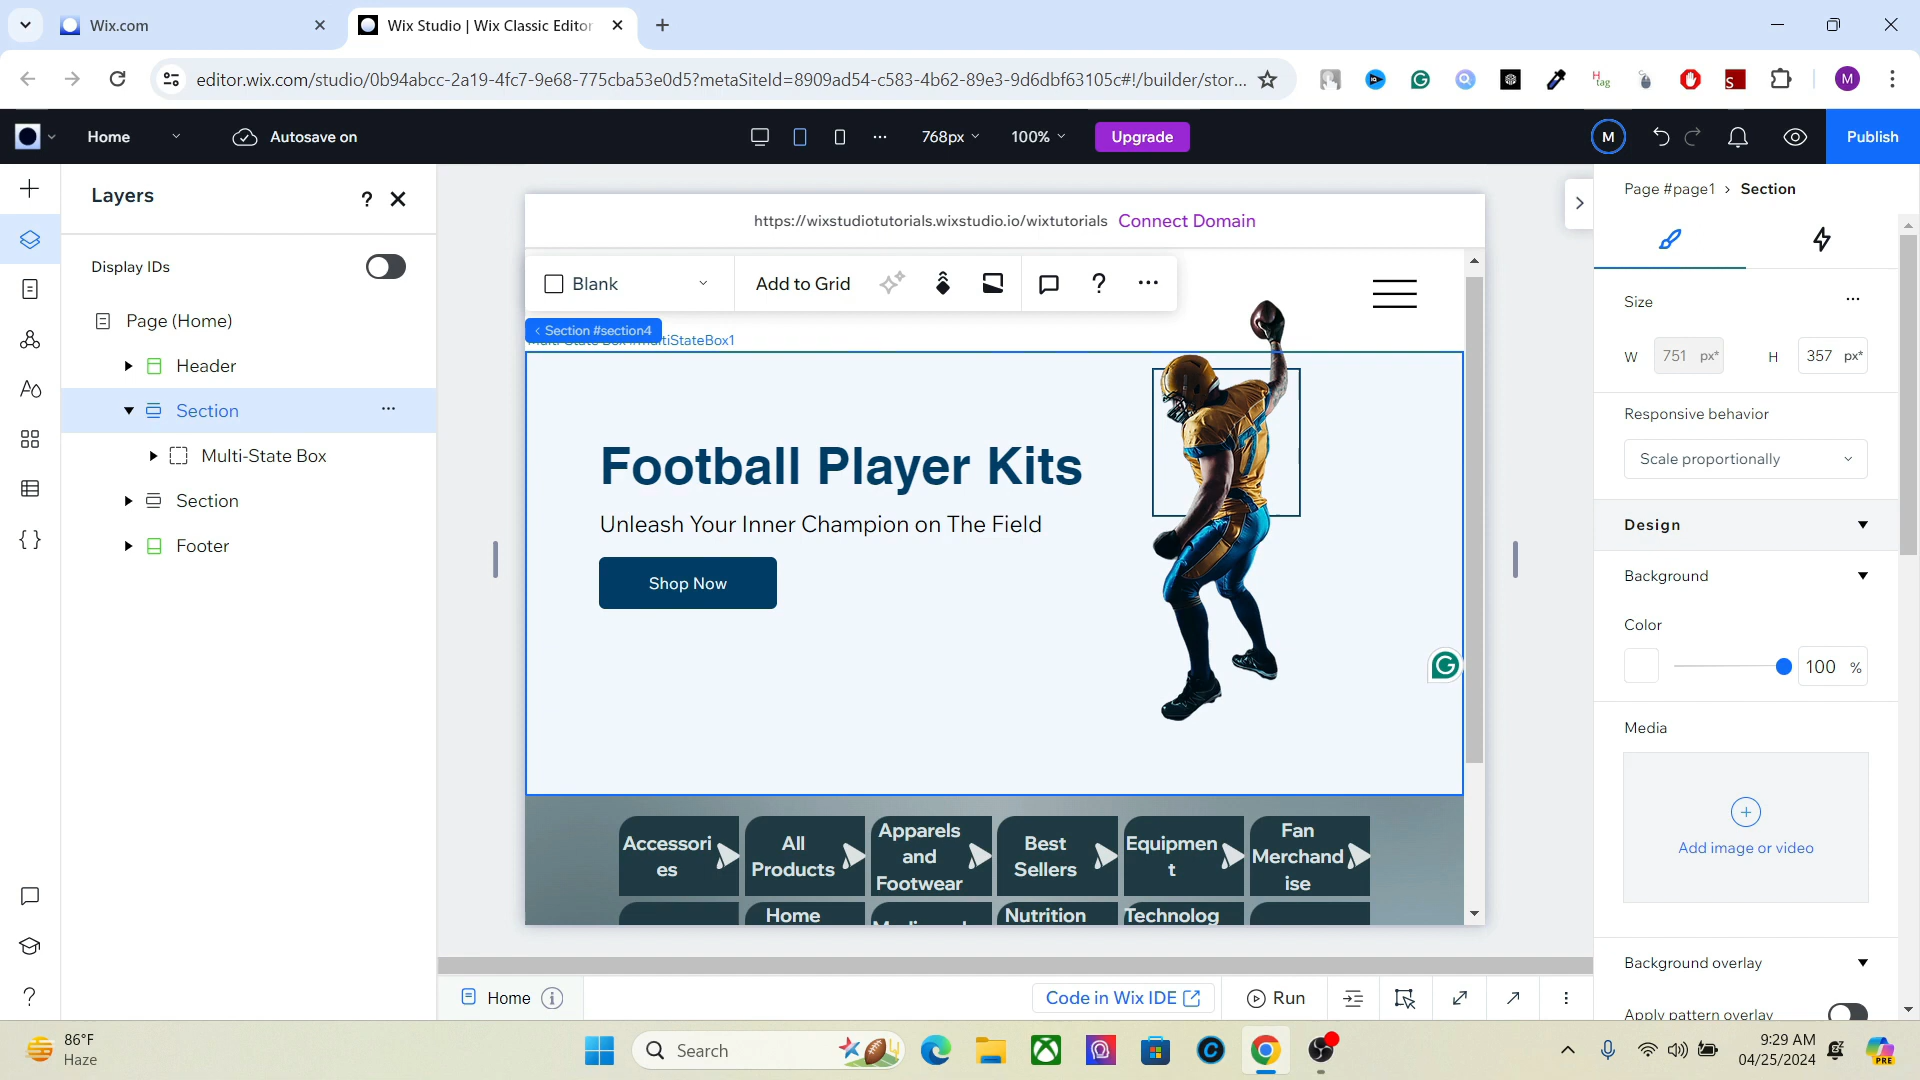 Wix.com
Wix Studio | Wix Classic Editor
editor.wix.com/studio/0b94abcc-2a19-4fc7-9e68-775cba53e0d5?metaSiteId=8909ad54-c583-4b62-89e3-9d6dbf63105c#!/builder/stor...
Home
Autosave on
768px
100%
Upgrade
M
Publish
Layers
?
Display IDs
Page (Home)
Header
Section
Multi-State Box
Section
Footer
https://wixstudiotutorials.wixstudio.io/wixtutorials Connect Domain
Blank
Add to Grid
?
< Section #section4
Multi-State Box #multiStateBox1
Football Player Kits
Unleash Your Inner Champion on The Field
Shop Now
Accessori
es
All
Products
Apparels
and
Footwear
Best
Sellers
Equipmen
t
Fan
Merchand
ise
Home
Nutrition
Technolog
Page #page1 > Section
Size
W 751 px*
H 357 px*
Responsive behavior
Scale proportionally
Design
Background
Color
100 %
Media
Add image or video
Background overlay
Apply pattern overlay
Home
Code in Wix IDE
Run
86°F
Haze
Search
9:29 AM
04/25/2024
PRE